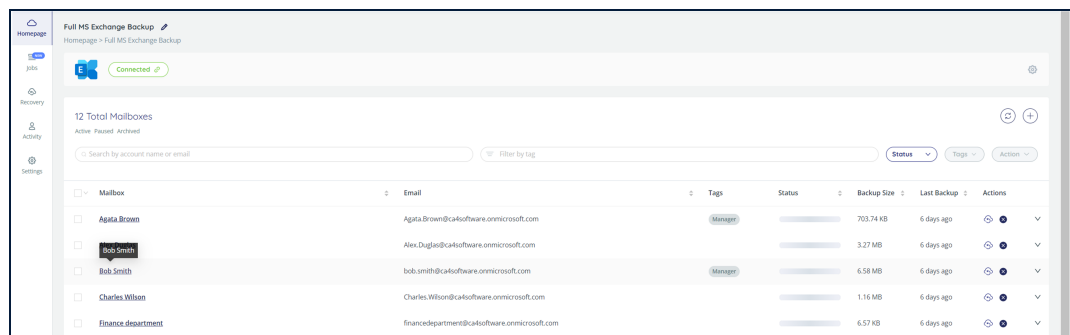 Homepage
Full MS Exchange Backup
Homepage > Full MS Exchange Backup
Jobs
E
Connected
Recovery
Activity
Settings
12 Total Mailboxes
Active Paused Archived
Search by account name or email
Filter by tag
Status
Tags
Action
Mailbox Email Tags Status Backup Size Last Backup Actions
Agata Brown Agata.Brown@ca4software.onmicrosoft.com Manager 703.74 KB 6 days ago
Alex.Duglas@ca4software.onmicrosoft.com 3.27 MB 6 days ago
Bob Smith
Bob Smith bob.smith@ca4software.onmicrosoft.com Manager 6.58 MB 6 days ago
Charles Wilson Charles.Wilson@ca4software.onmicrosoft.com 1.16 MB 6 days ago
Finance department financedepartment@ca4software.onmicrosoft.com 6.57 KB 6 days ago